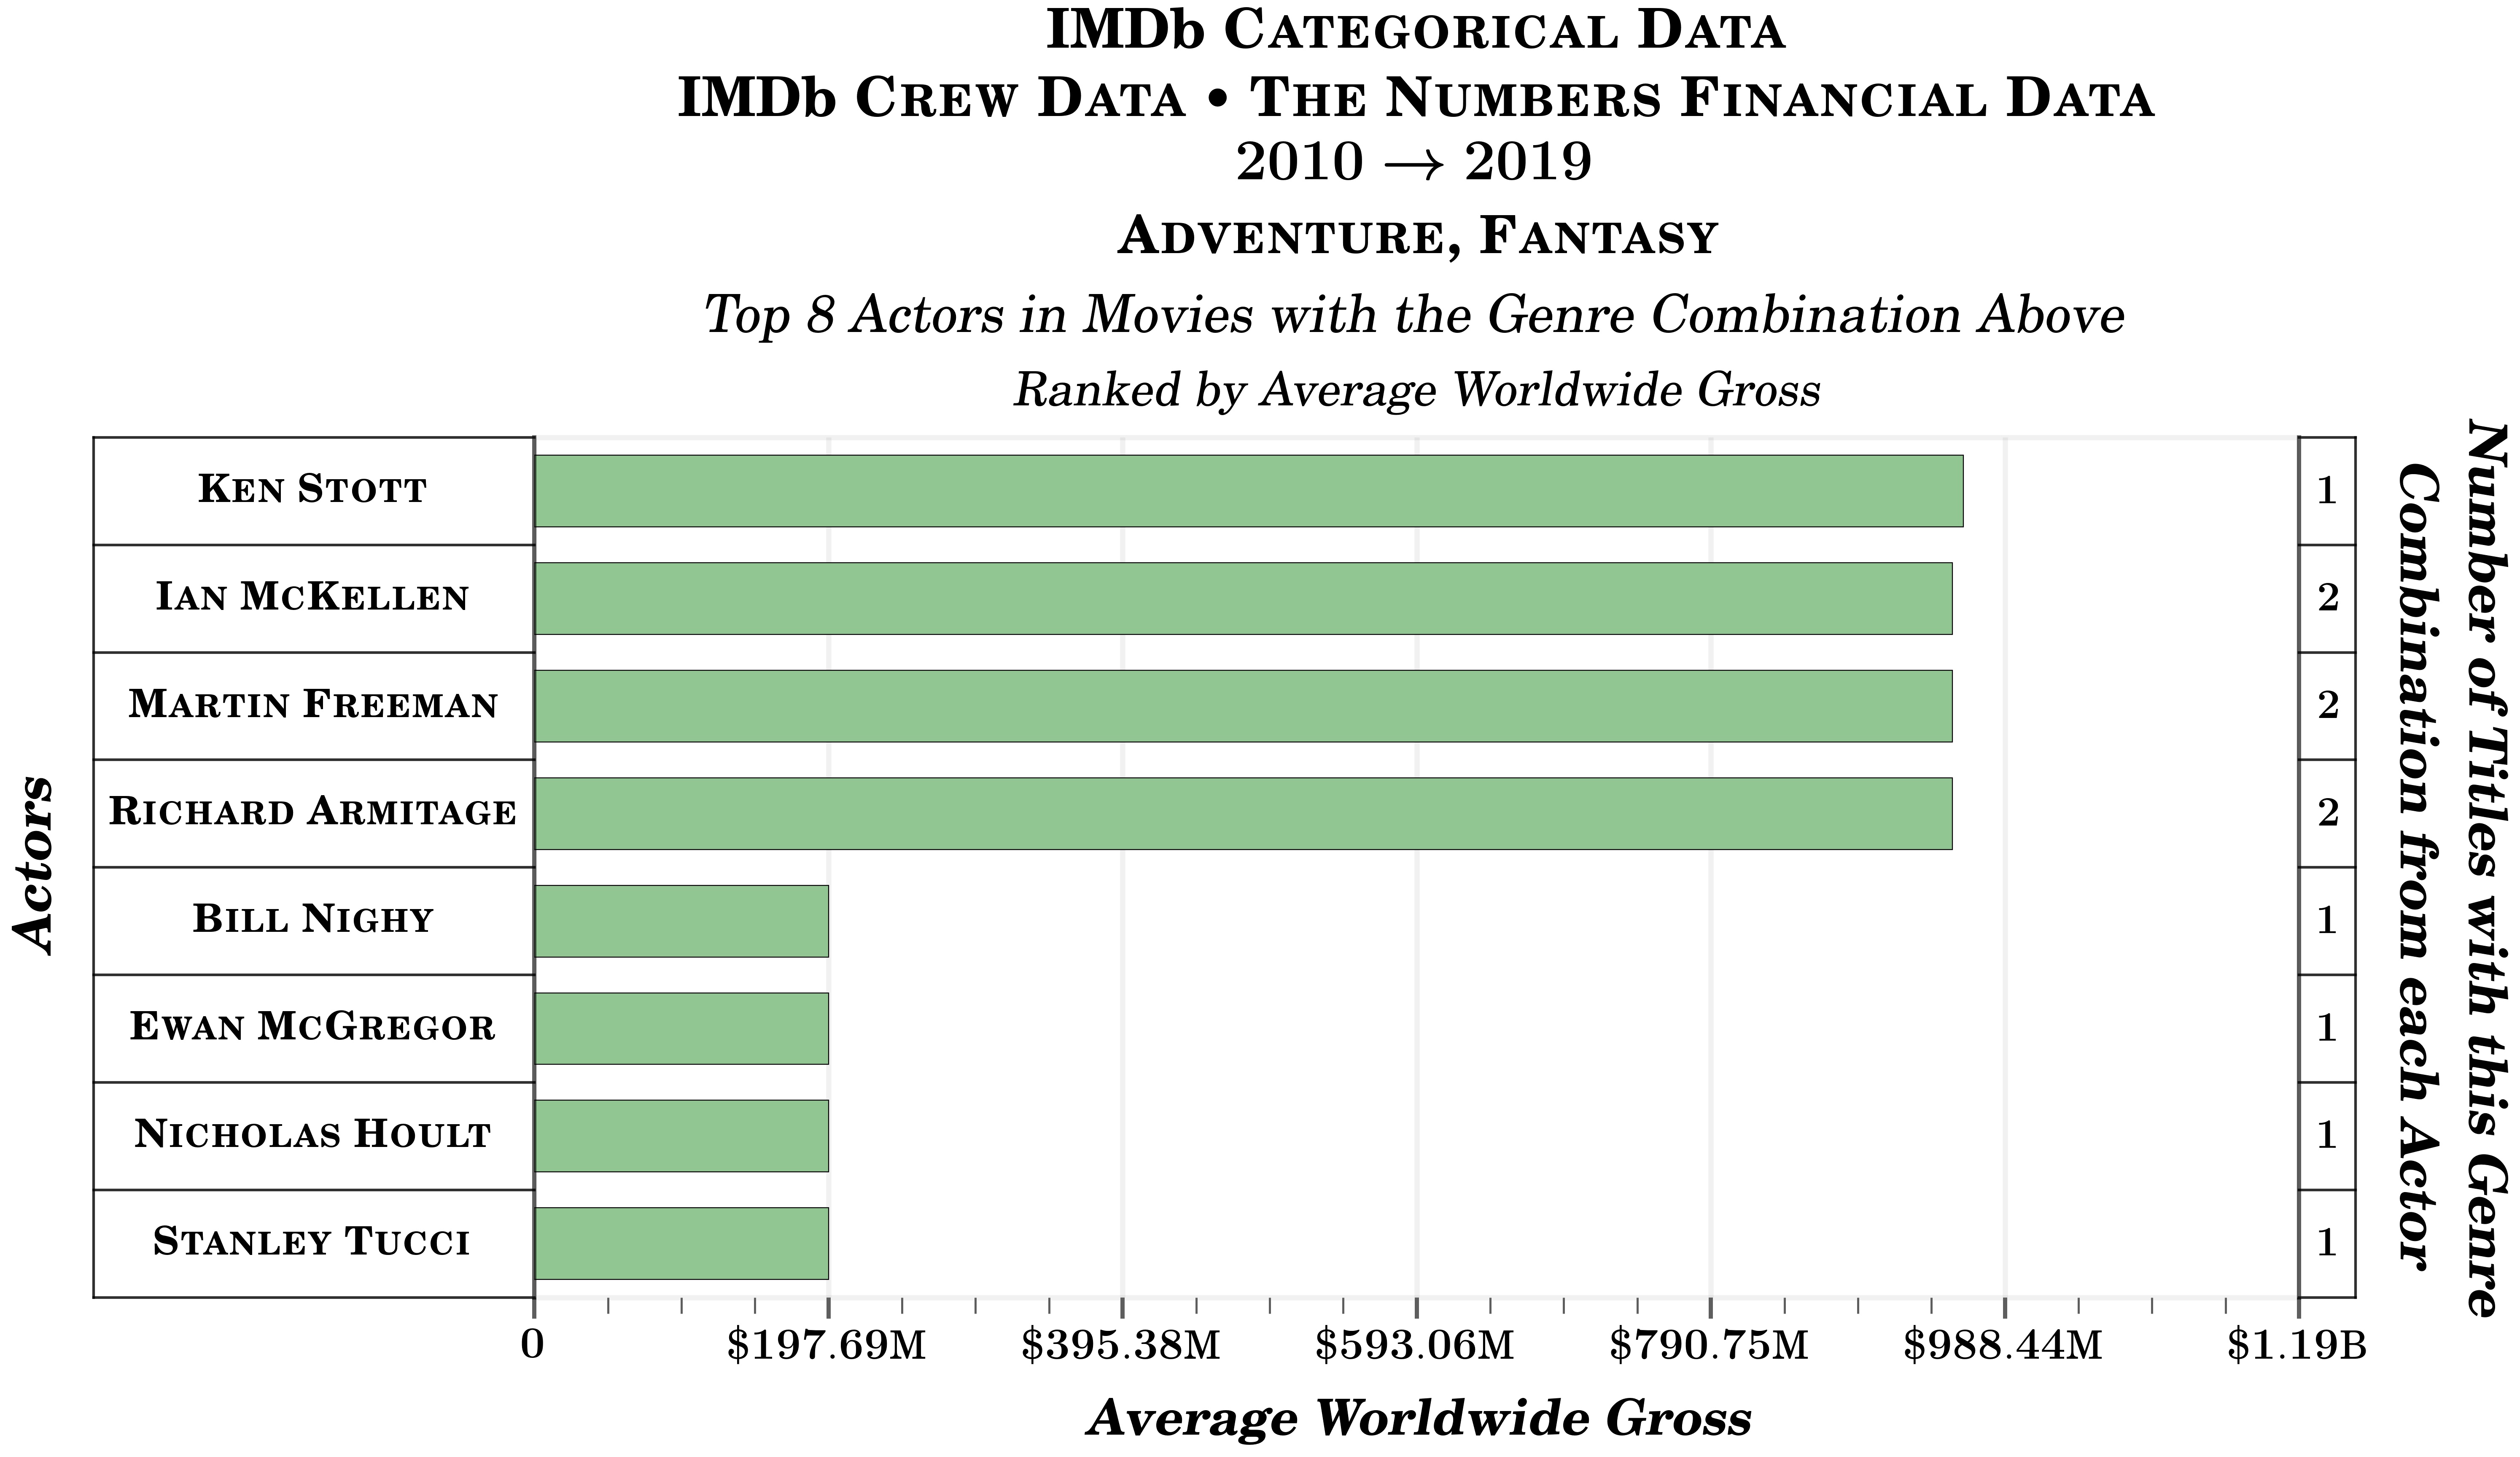 IMDb Categorical Data
IMDb Crew Data • The Numbers Financial Data
2010 → 2019
Adventure, Fantasy
Top 8 Actors in Movies with the Genre Combination Above
Ranked by Average Worldwide Gross
Actors
Ken Stott
Ian McKellen
Martin Freeman
Richard Armitage
Bill Nighy
Ewan McGregor
Nicholas Hoult
Stanley Tucci
1
2
2
2
1
1
1
1
Number of Titles with this Genre
Combination from each Actor
0 $197.69M $395.38M $593.06M $790.75M $988.44M $1.19B
Average Worldwide Gross